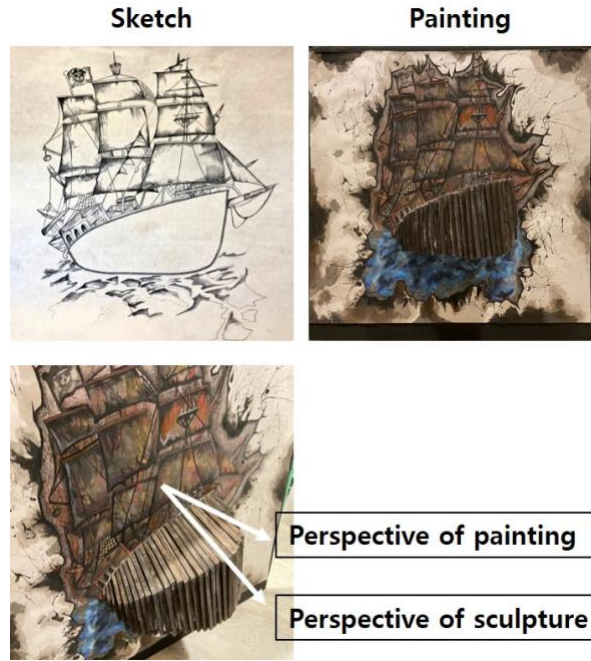 Sketch
Painting
Perspective of painting
Perspective of sculpture